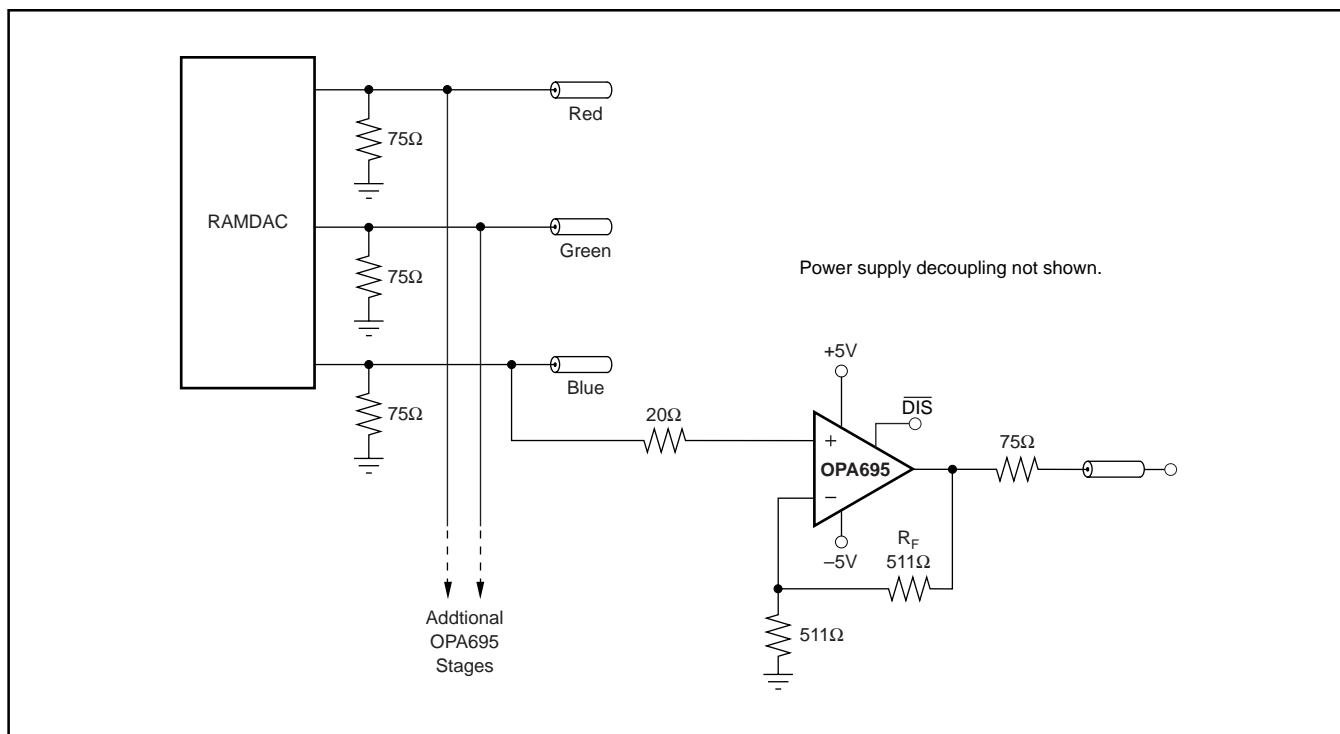 Red
75Ω
RAMDAC
Green
75Ω
Power supply decoupling not shown.
Blue
75Ω
+5V
DIS
20Ω
75Ω
+
OPA695
−
−5V
RF
511Ω
511Ω
Addtional
OPA695
Stages